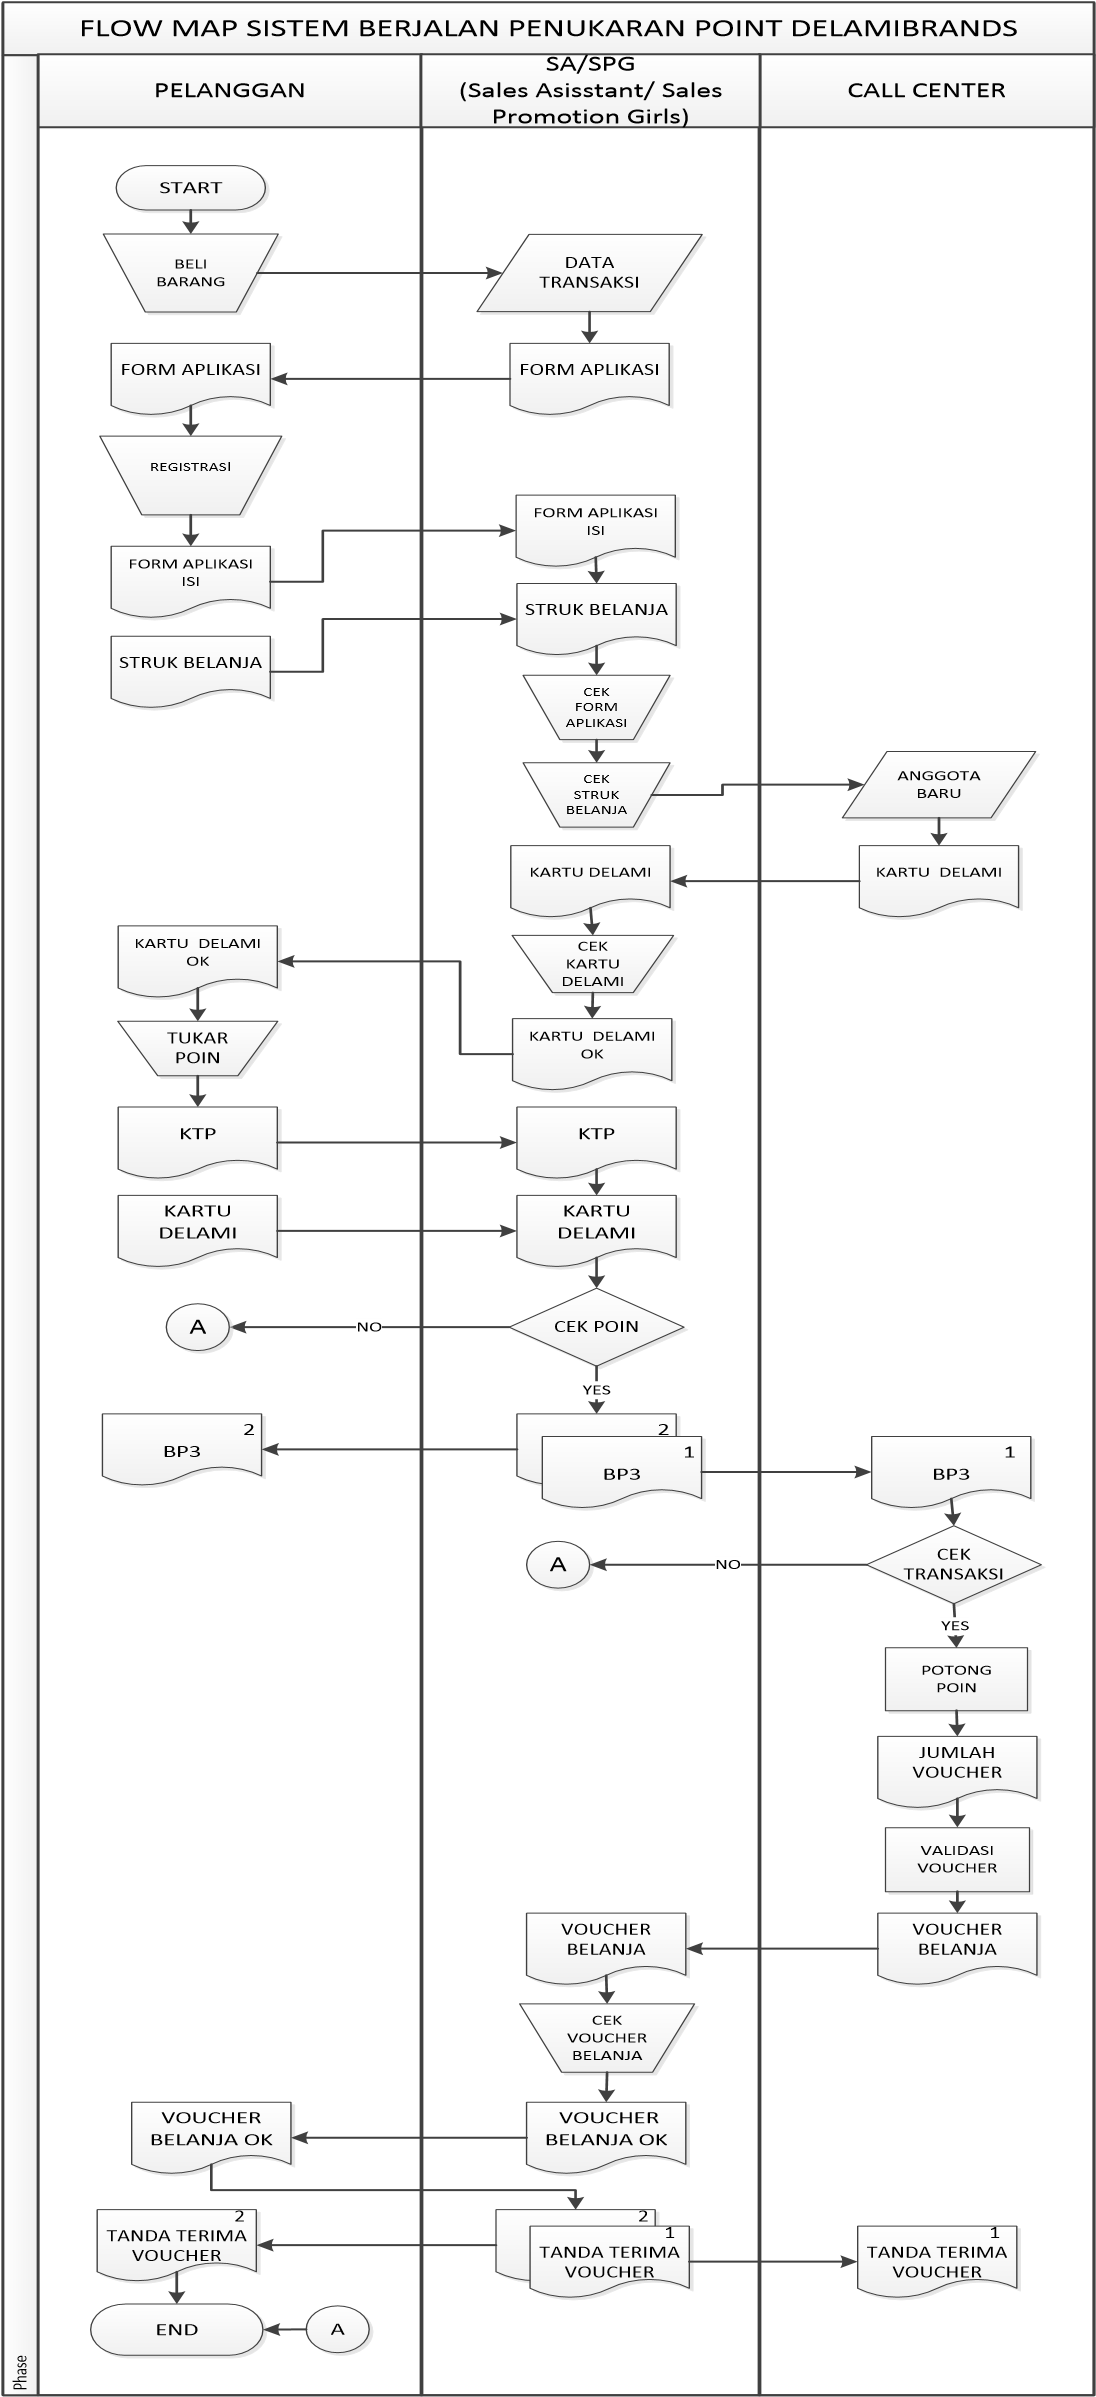 FLOW MAP SISTEM BERJALAN PENUKARAN POINT DELAMIBRANDS
PELANGGAN
SA/SPG
(Sales Asisstant/ Sales
Promotion Girls)
CALL CENTER
START
BELI
BARANG
DATA
TRANSAKSI
FORM APLIKASI
FORM APLIKASI
REGISTRASI
FORM APLIKASI
ISI
FORM APLIKASI
ISI
STRUK BELANJA
STRUK BELANJA
CEK
FORM
APLIKASI
CEK
STRUK
BELANJA
ANGGOTA
BARU
KARTU DELAMI
KARTU DELAMI
CEK
KARTU
DELAMI
KARTU DELAMI
OK
KARTU DELAMI
OK
TUKAR
POIN
KTP
KTP
KARTU
DELAMI
KARTU
DELAMI
CEK POIN
NO
A
YES
2
BP3
2
1
BP3
1
BP3
CEK
TRANSAKSI
NO
A
YES
POTONG
POIN
JUMLAH
VOUCHER
VALIDASI
VOUCHER
VOUCHER
BELANJA
VOUCHER
BELANJA
CEK
VOUCHER
BELANJA
VOUCHER
BELANJA OK
VOUCHER
BELANJA OK
2
TANDA TERIMA
VOUCHER
2
1
TANDA TERIMA
VOUCHER
1
TANDA TERIMA
VOUCHER
END
A
Phase